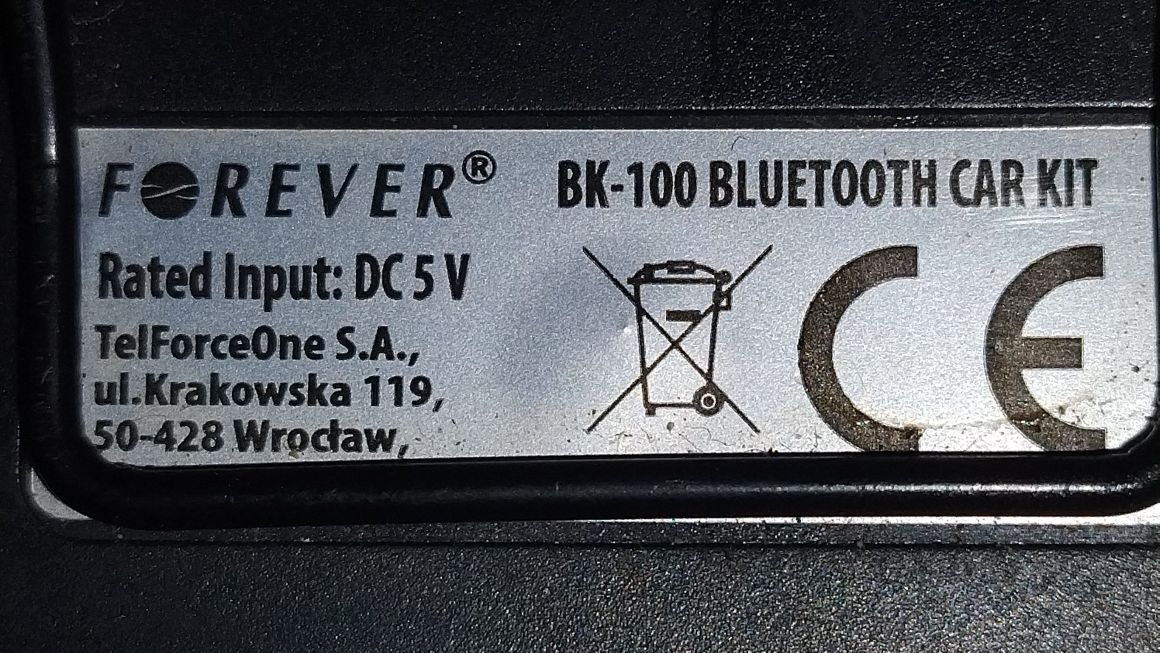 FOREVER® BK-100 BLUETOOTH CAR KIT
Rated Input: DC 5 V
TelForceOne S.A.,
ul.Krakowska 119,
50-428 Wrocław,
CE